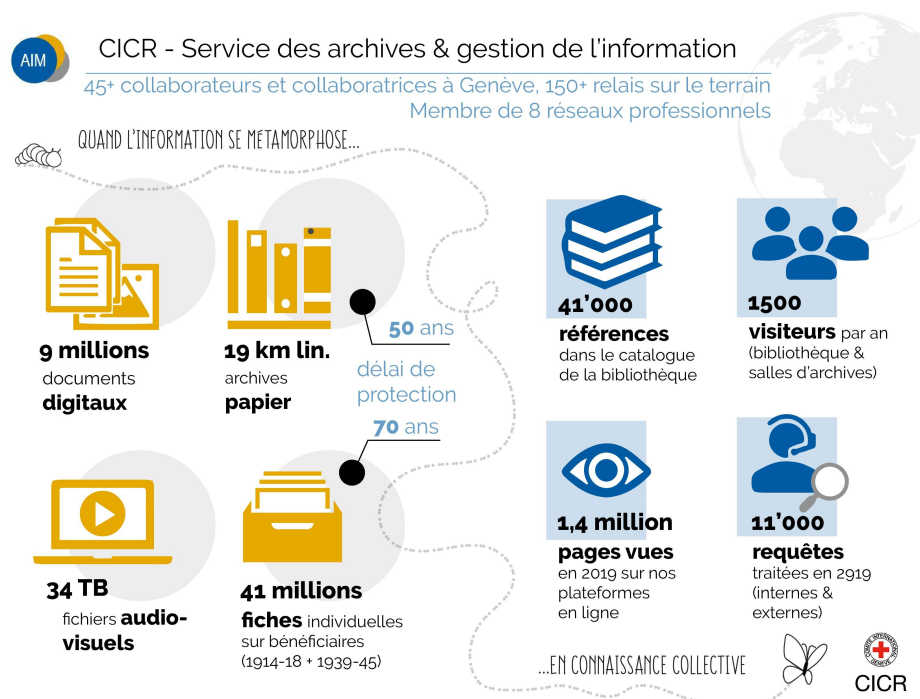 AIM
CICR - Service des archives & gestion de l'information
45+ collaborateurs et collaboratrices à Genève, 150+ relais sur le terrain
Membre de 8 réseaux professionnels
QUAND L'INFORMATION SE MÉTAMORPHOSE...
9 millions
documents
digitaux
19 km lin.
archives
papier
50 ans
délai de
protection
70 ans
34 TB
fichiers audio-
visuels
41 millions
fiches individuelles
sur bénéficiaires
(1914-18 + 1939-45)
41'000
références
dans le catalogue
de la bibliothèque
1500
visiteurs par an
(bibliothèque &
salles d'archives)
1,4 million
pages vues
en 2019 sur nos
plateformes
en ligne
11'000
requêtes
traitées en 2919
(internes &
externes)
...EN CONNAISSANCE COLLECTIVE
COMITE INTERNATIONAL
GENEVE
CICR